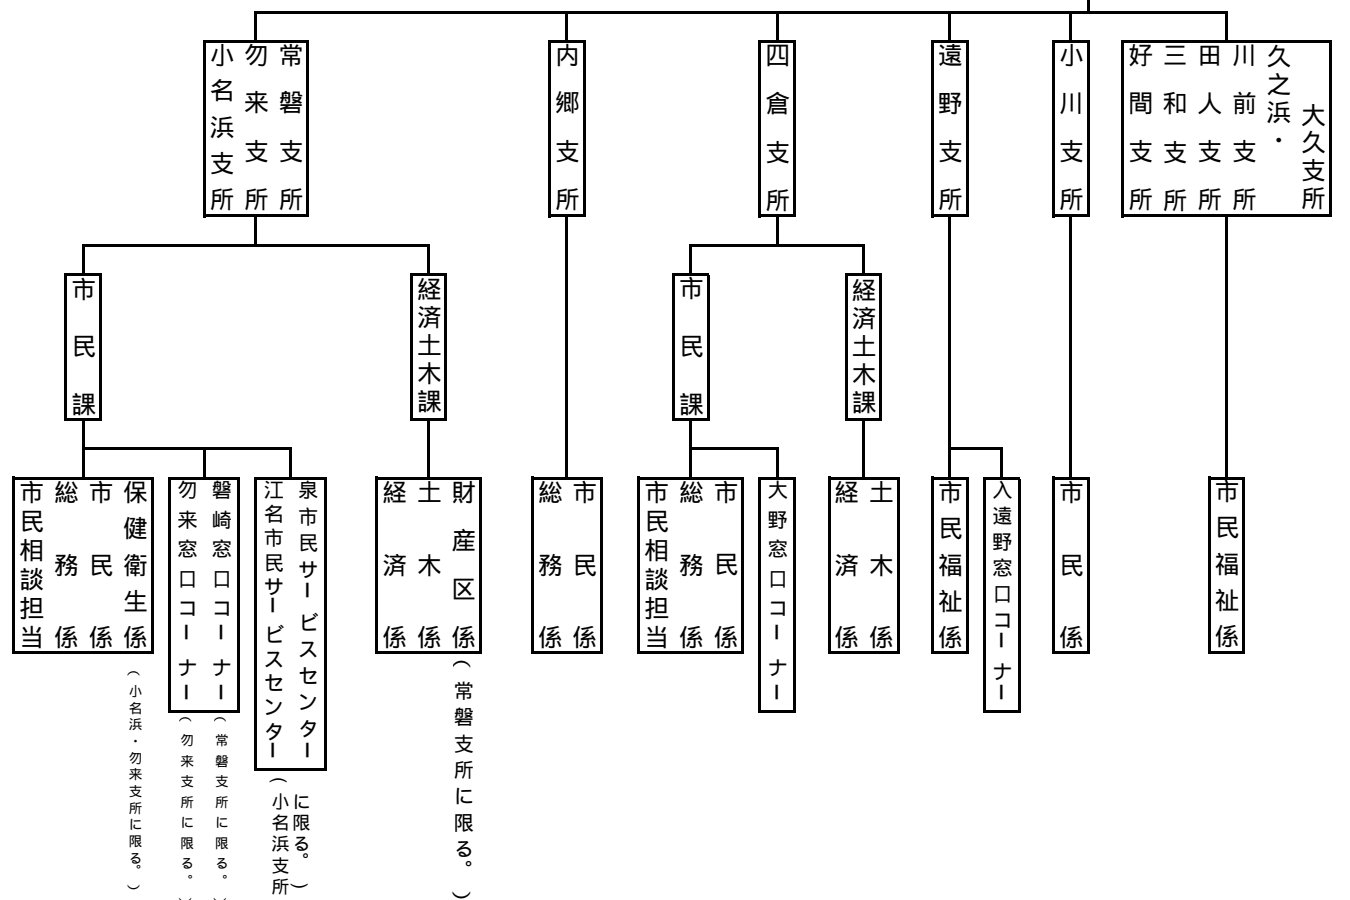 大久支所
久之浜・
川前支所
田人支所
三和支所
好間支所
小川支所
遠野支所
四倉支所
内郷支所
常磐支所
勿来支所
小名浜支所
経済土木課
市民課
経済土木課
市民課
市民福祉係
市民係
入遠野窓口コーナー
市民福祉係
土木係
経済係
大野窓口コーナー
市民係
総務係
市民相談担当
市民係
総務係
財産区係(常磐支所に限る。)
土木係
経済係
泉市民サービスセンター
江名市民サービスセンター
(小名浜支所
に限る。)
磐崎窓口コーナー(常磐支所に限る。)
勿来窓口コーナー(勿来支所に限る。)
保健衛生係(小名浜・勿来支所に限る。)
市民係
総務係
市民相談担当